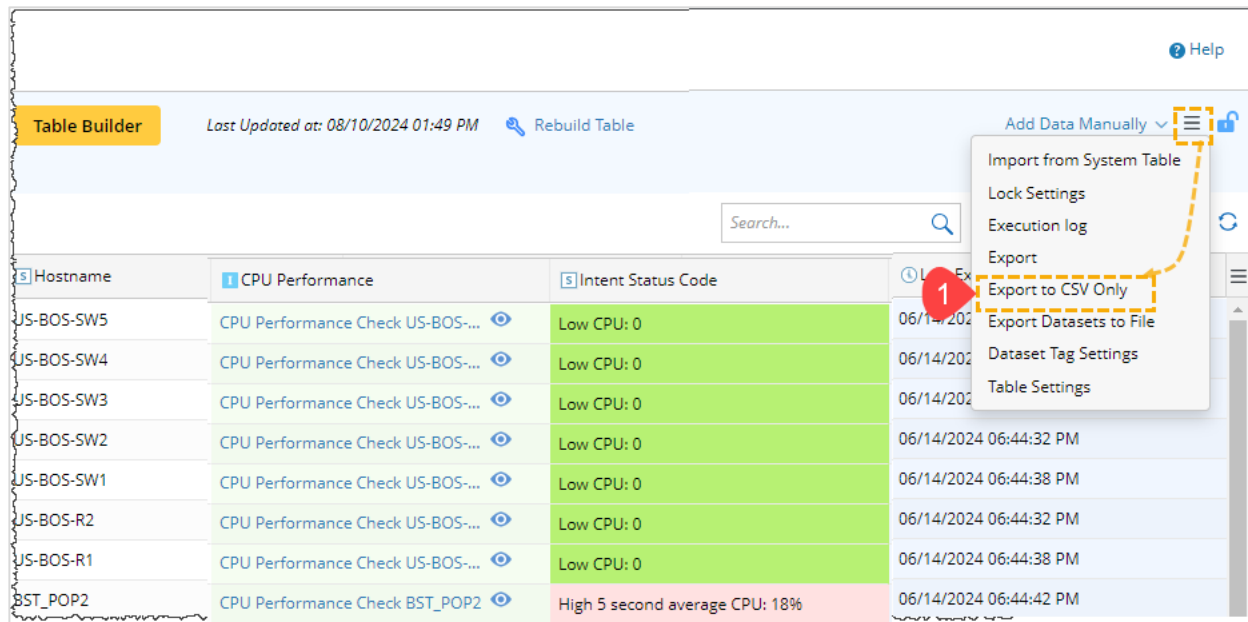 Help
Table Builder Last Updated at: 08/10/2024 01:49 PM Rebuild Table Add Data Manually
Import from System Table
Lock Settings
Execution log
Export
Export to CSV Only
Export Datasets to File
Dataset Tag Settings
Table Settings
Search...
S Hostname I CPU Performance S Intent Status Code
1
US-BOS-SW5 CPU Performance Check US-BOS-... Low CPU: 0 06/14/202
US-BOS-SW4 CPU Performance Check US-BOS-... Low CPU: 0 06/14/202
US-BOS-SW3 CPU Performance Check US-BOS-... Low CPU: 0 06/14/202
US-BOS-SW2 CPU Performance Check US-BOS-... Low CPU: 0 06/14/2024 06:44:32 PM
US-BOS-SW1 CPU Performance Check US-BOS-... Low CPU: 0 06/14/2024 06:44:38 PM
US-BOS-R2 CPU Performance Check US-BOS-... Low CPU: 0 06/14/2024 06:44:32 PM
US-BOS-R1 CPU Performance Check US-BOS-... Low CPU: 0 06/14/2024 06:44:38 PM
BST_POP2 CPU Performance Check BST_POP2 High 5 second average CPU: 18% 06/14/2024 06:44:42 PM